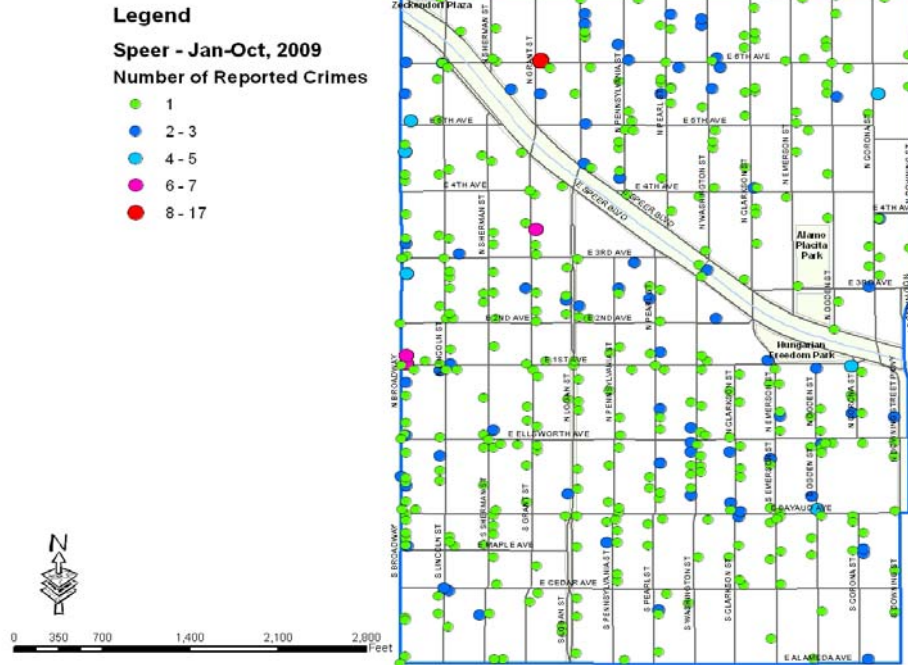 Legend
Speer - Jan-Oct, 2009
Number of Reported Crimes
1
2 - 3
4 - 5
6 - 7
8 - 17
N
0 350 700 1,400 2,100 2,800
Feet
Zeckendorf Plaza
N SHERMAN ST
N GRANT ST
E 6TH AVE
N PENNSYLVANIA ST
N PEARL ST
E 5TH AVE
E 5TH AVE
N EMERSON ST
N CORONA ST
E 4TH AVE
E 4TH AVE
E 4TH AVE
N WASHINGTON ST
N CLARKSON ST
E SPEER BLVD
E SPEER BLVD
N SHERMAN ST
Alamo
Placita
Park
E 3RD AVE
E 3RD AVE
N OGDEN ST
E 2ND AVE
E 2ND AVE
Hungarian
Freedom Park
E 1ST AVE
N BROADWAY
N LOGAN ST
N PENNSYLVANIA ST
N CLARKSON ST
N EMERSON ST
N OGDEN ST
E ELLSWORTH AVE
S EMERSON ST
S OGDEN ST
S SHERMAN ST
S GRANT ST
E BAYAUD AVE
S BROADWAY
S LINCOLN ST
E MAPLE AVE
E CEDAR AVE
S LOGAN ST
S PENNSYLVANIA ST
S PEARL ST
S WASHINGTON ST
S CLARKSON ST
S CORONA ST
S DOWNING ST
E ALAMEDA AVE